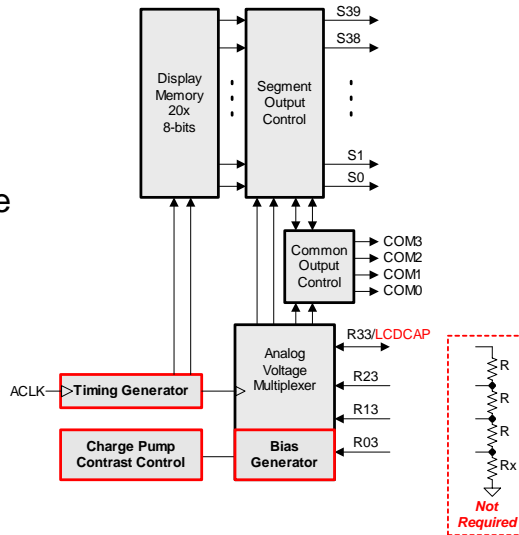 S39
S38
Display
Memory
20x
8-bits
Segment
Output
Control
S1
S0
e
Common
Output
Control
COM3
COM2
COM1
COM0
R33/LCDCAP
Analog
Voltage
Multiplexer
R23
R13
R03
ACLK
Timing Generator
Charge Pump
Contrast Control
Bias
Generator
R
R
R
Rx
Not
Required